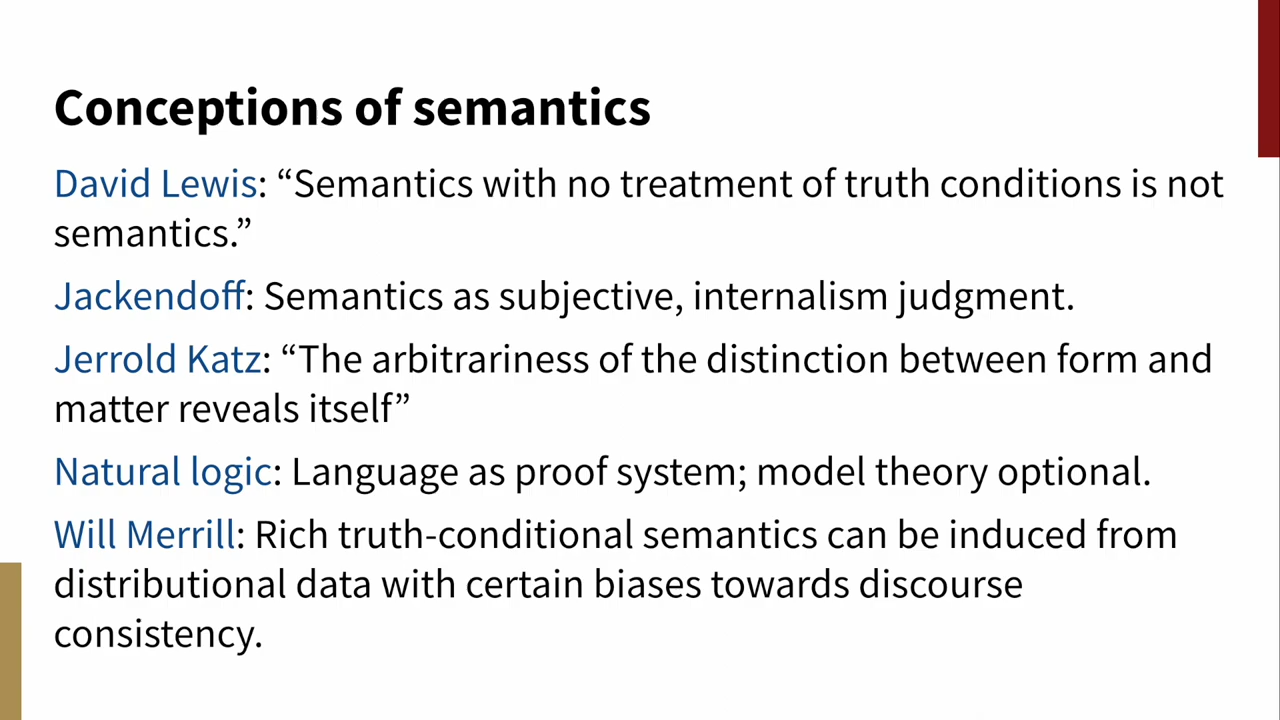 Conceptions of semantics
David Lewis: “Semantics with no treatment of truth conditions is not
semantics.”
Jackendoff: Semantics as subjective, internalism judgment.
Jerrold Katz: “The arbitrariness of the distinction between form and
matter reveals itself”
Natural logic: Language as proof system; model theory optional.
Will Merrill: Rich truth-conditional semantics can be induced from
distributional data with certain biases towards discourse
consistency.